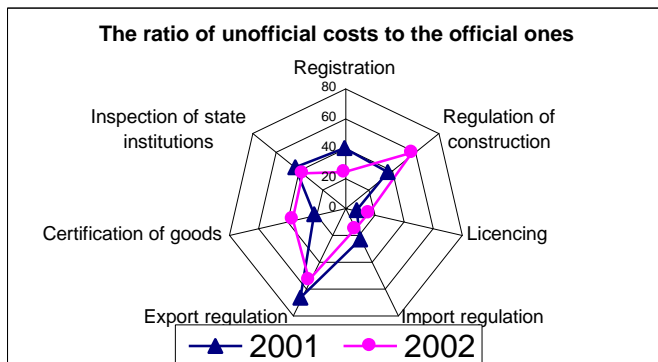 The ratio of unofficial costs to the official ones
Registration
80
60
40
20
0
Inspection of state
institutions
Regulation of
construction
Certification of goods
Licencing
Export regulation
Import regulation
2001
2002